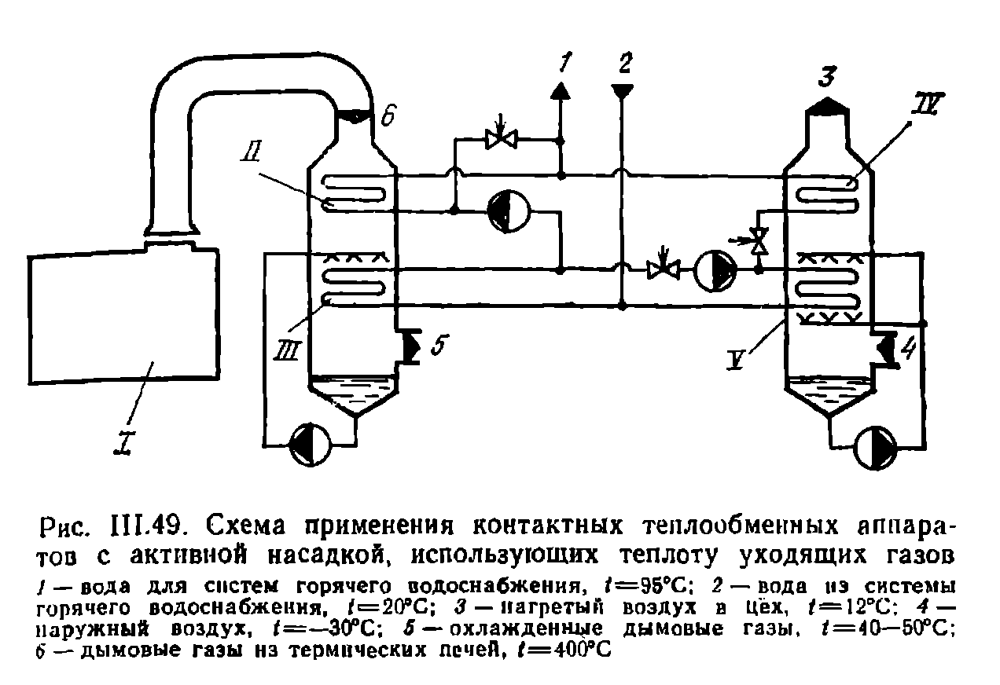 1 2 3
6 IV
II
III 5 V 4
I
Рис. III.49. Схема применения контактных теплообменных аппара-
тов с активной насадкой, использующих теплоту уходящих газов
1 — вода для систем горячего водоснабжения, t=95°С; 2 — вода из системы
горячего водоснабжения, t=20°С; 3 — нагретый воздух в цех, t=12°С; 4 —
наружный воздух, t=—30°С; 5 — охлажденные дымовые газы, t=40—50°С;
6 — дымовые газы из термических печей, t=400°С